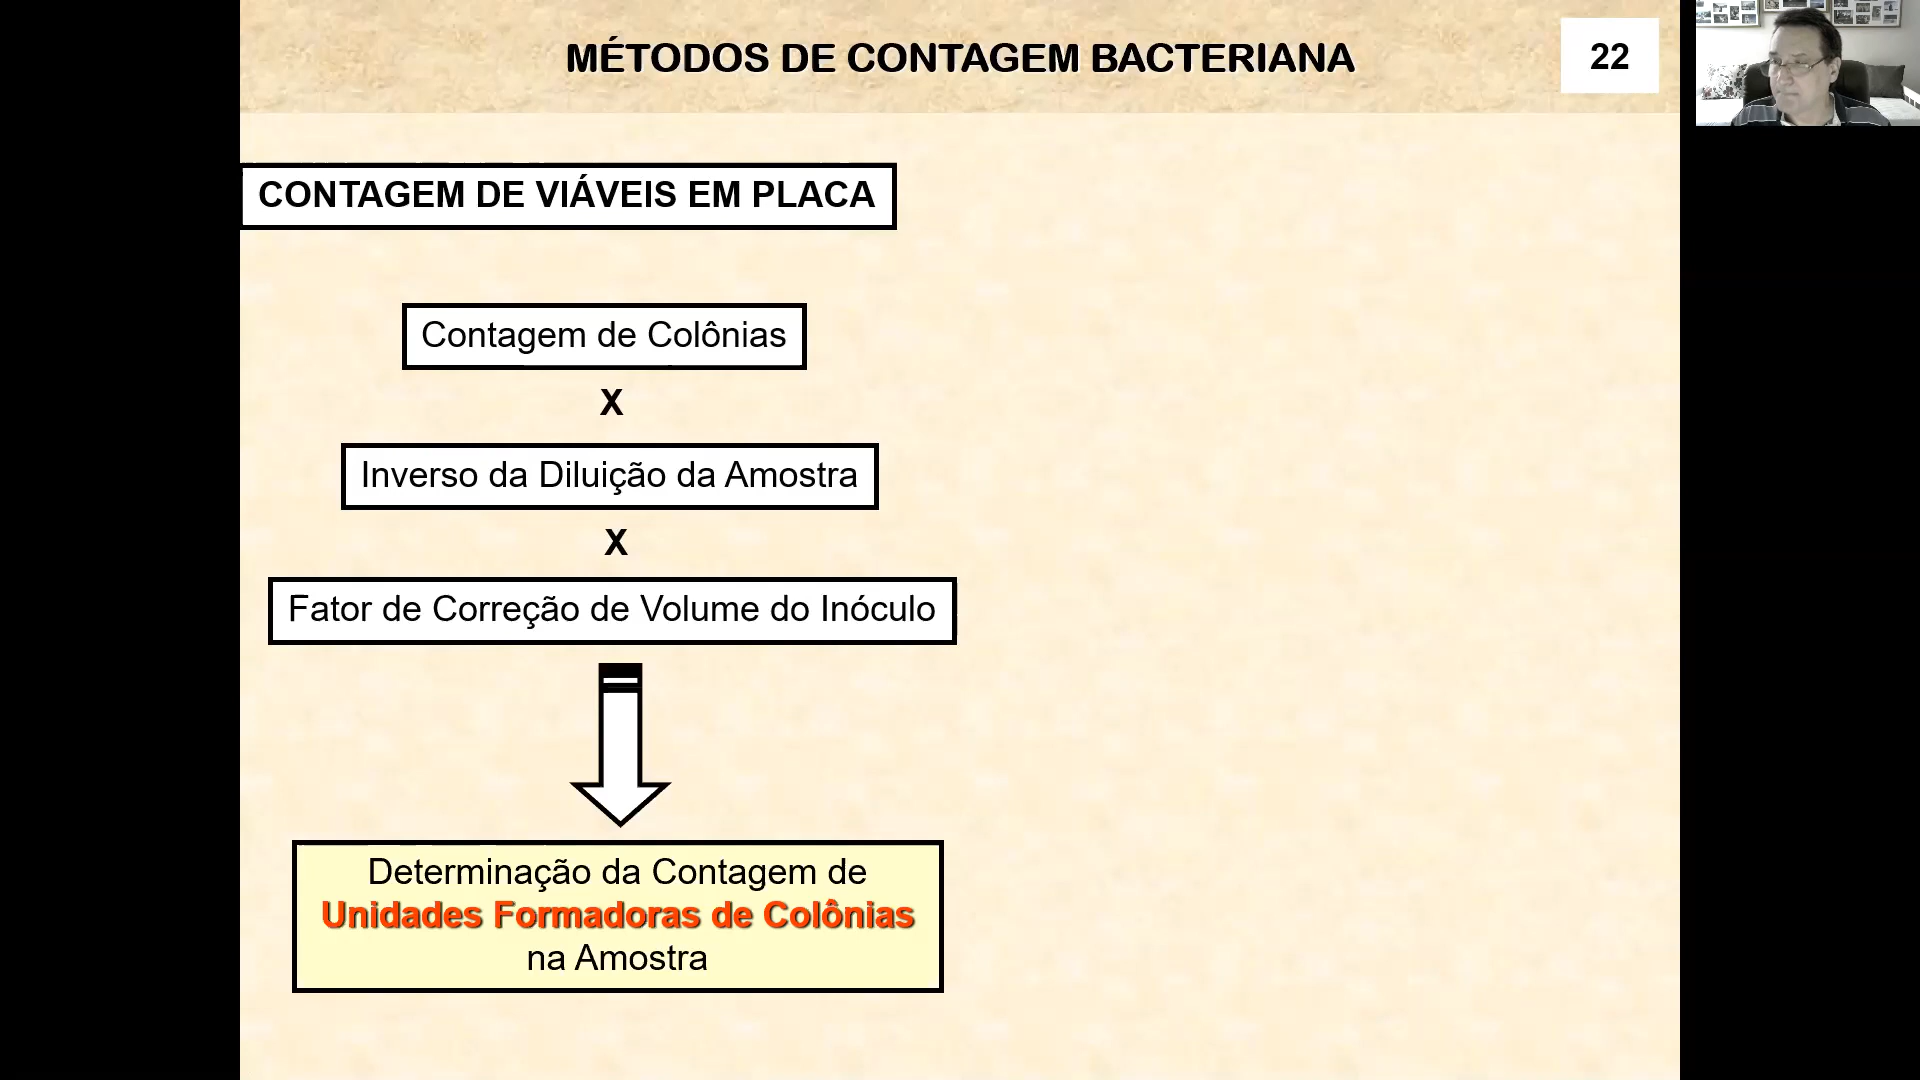 MÉTODOS DE CONTAGEM BACTERIANA
22
CONTAGEM DE VIÁVEIS EM PLACA
Contagem de Colônias
X
Inverso da Diluição da Amostra
X
Fator de Correção de Volume do Inóculo
Determinação da Contagem de
Unidades Formadoras de Colônias
na Amostra